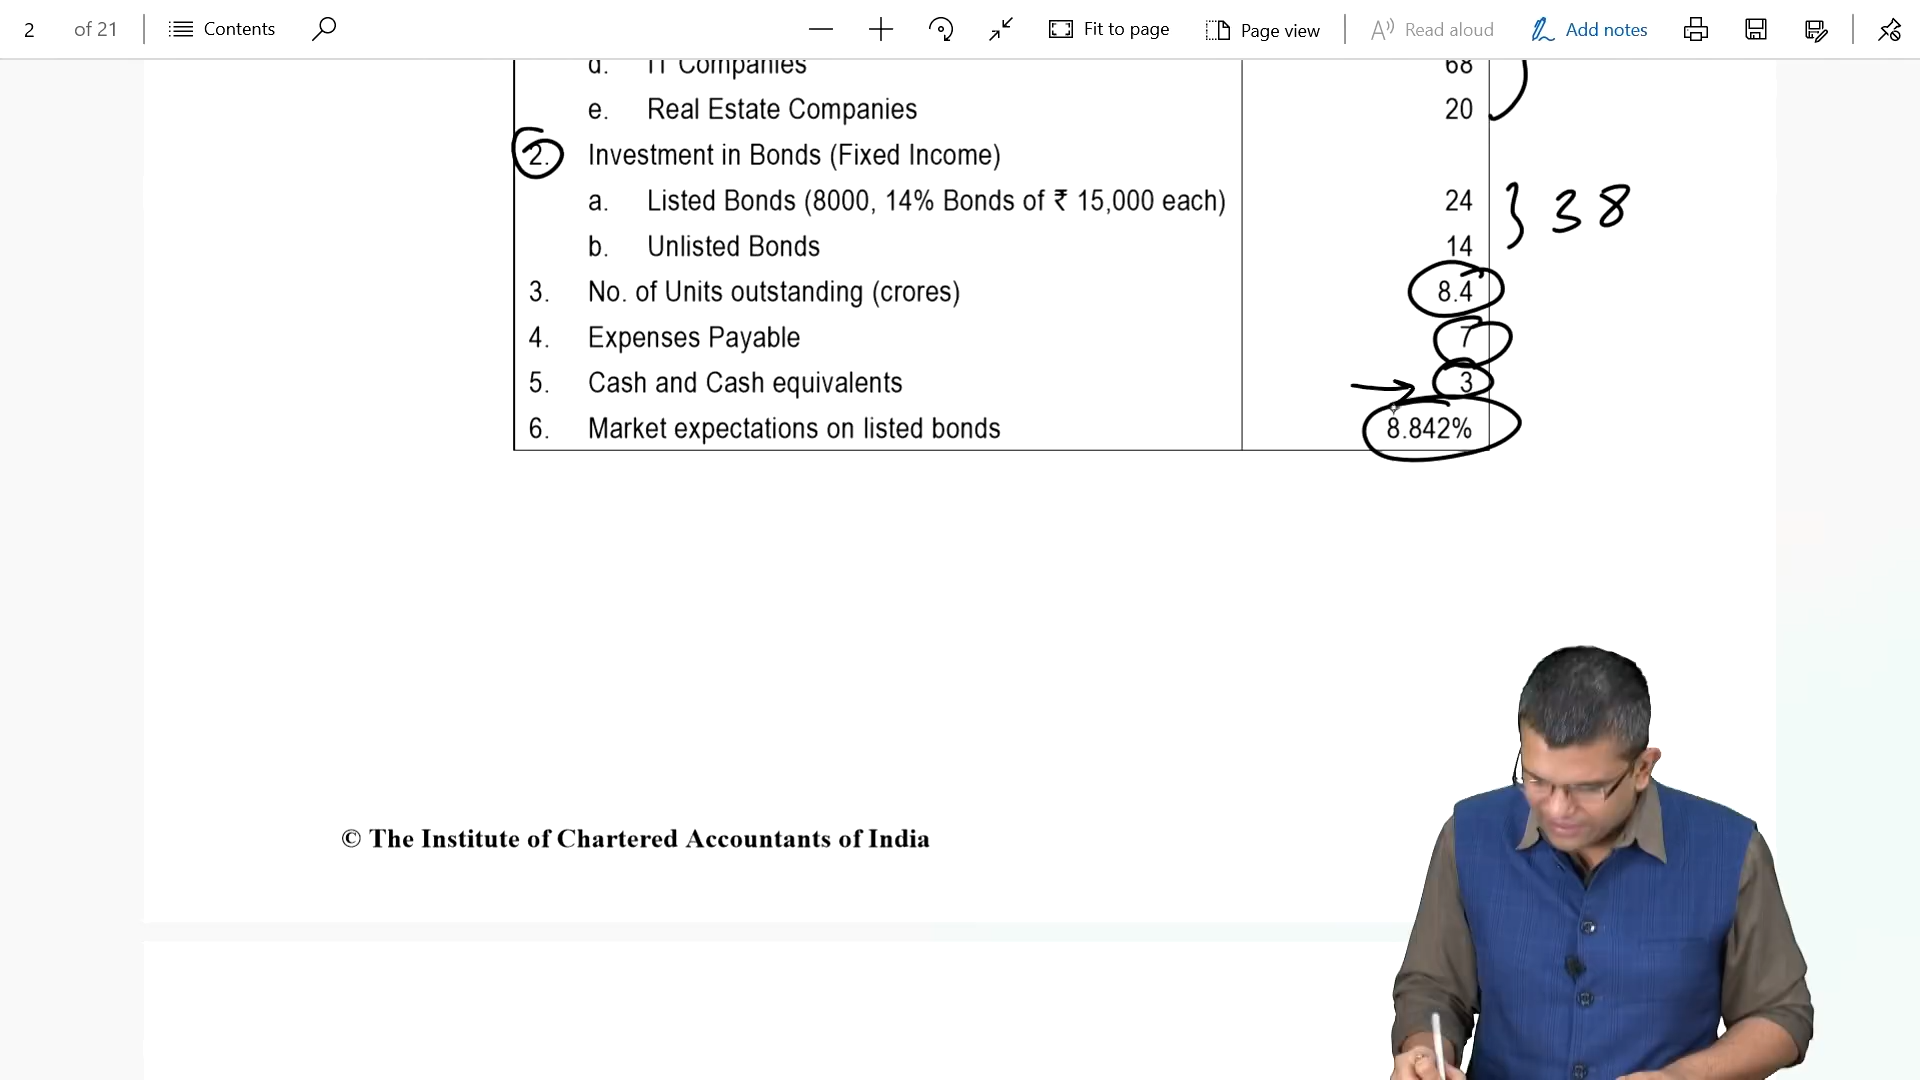 2 of 21 Contents Fit to page Page view Read aloud Add notes
d. IT Companies 68
e. Real Estate Companies 20
2. Investment in Bonds (Fixed Income)
a. Listed Bonds (8000, 14% Bonds of ₹ 15,000 each) 24
38
b. Unlisted Bonds 14
3. No. of Units outstanding (crores) 8.4
4. Expenses Payable 7
5. Cash and Cash equivalents 3
6. Market expectations on listed bonds 8.842%
© The Institute of Chartered Accountants of India